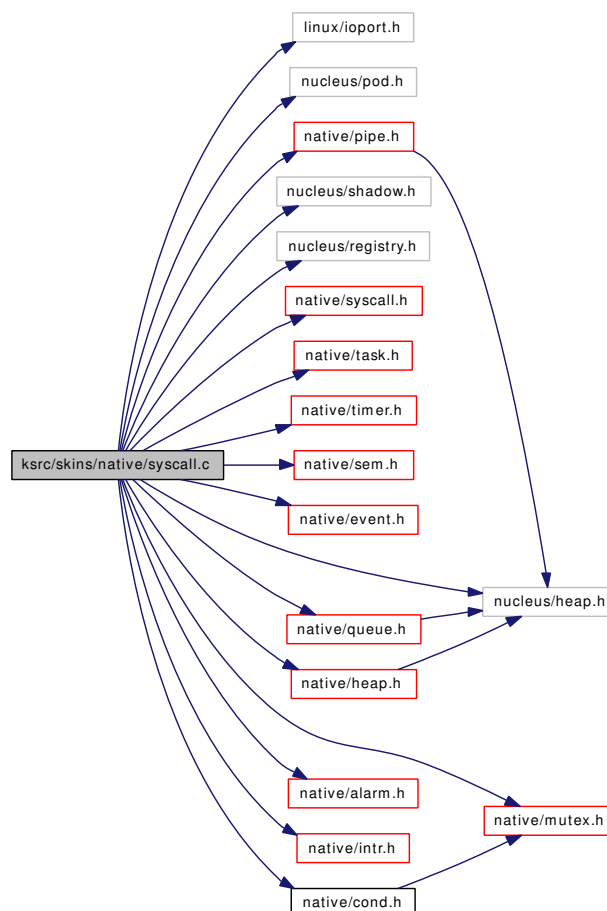 linux/ioport.h
nucleus/pod.h
native/pipe.h
nucleus/shadow.h
nucleus/registry.h
native/syscall.h
native/task.h
native/timer.h
ksrc/skins/native/syscall.c
native/sem.h
native/event.h
nucleus/heap.h
native/queue.h
native/heap.h
native/alarm.h
native/mutex.h
native/intr.h
native/cond.h